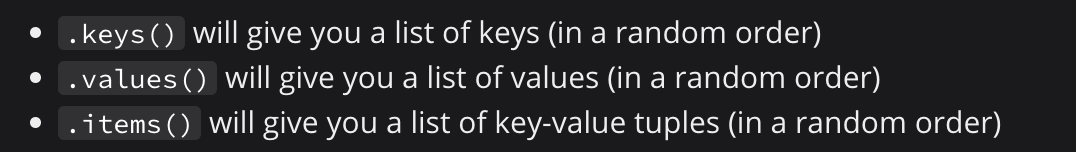 .keys() will give you a list of keys (in a random order)
.values() will give you a list of values (in a random order)
.items() will give you a list of key-value tuples (in a random order)